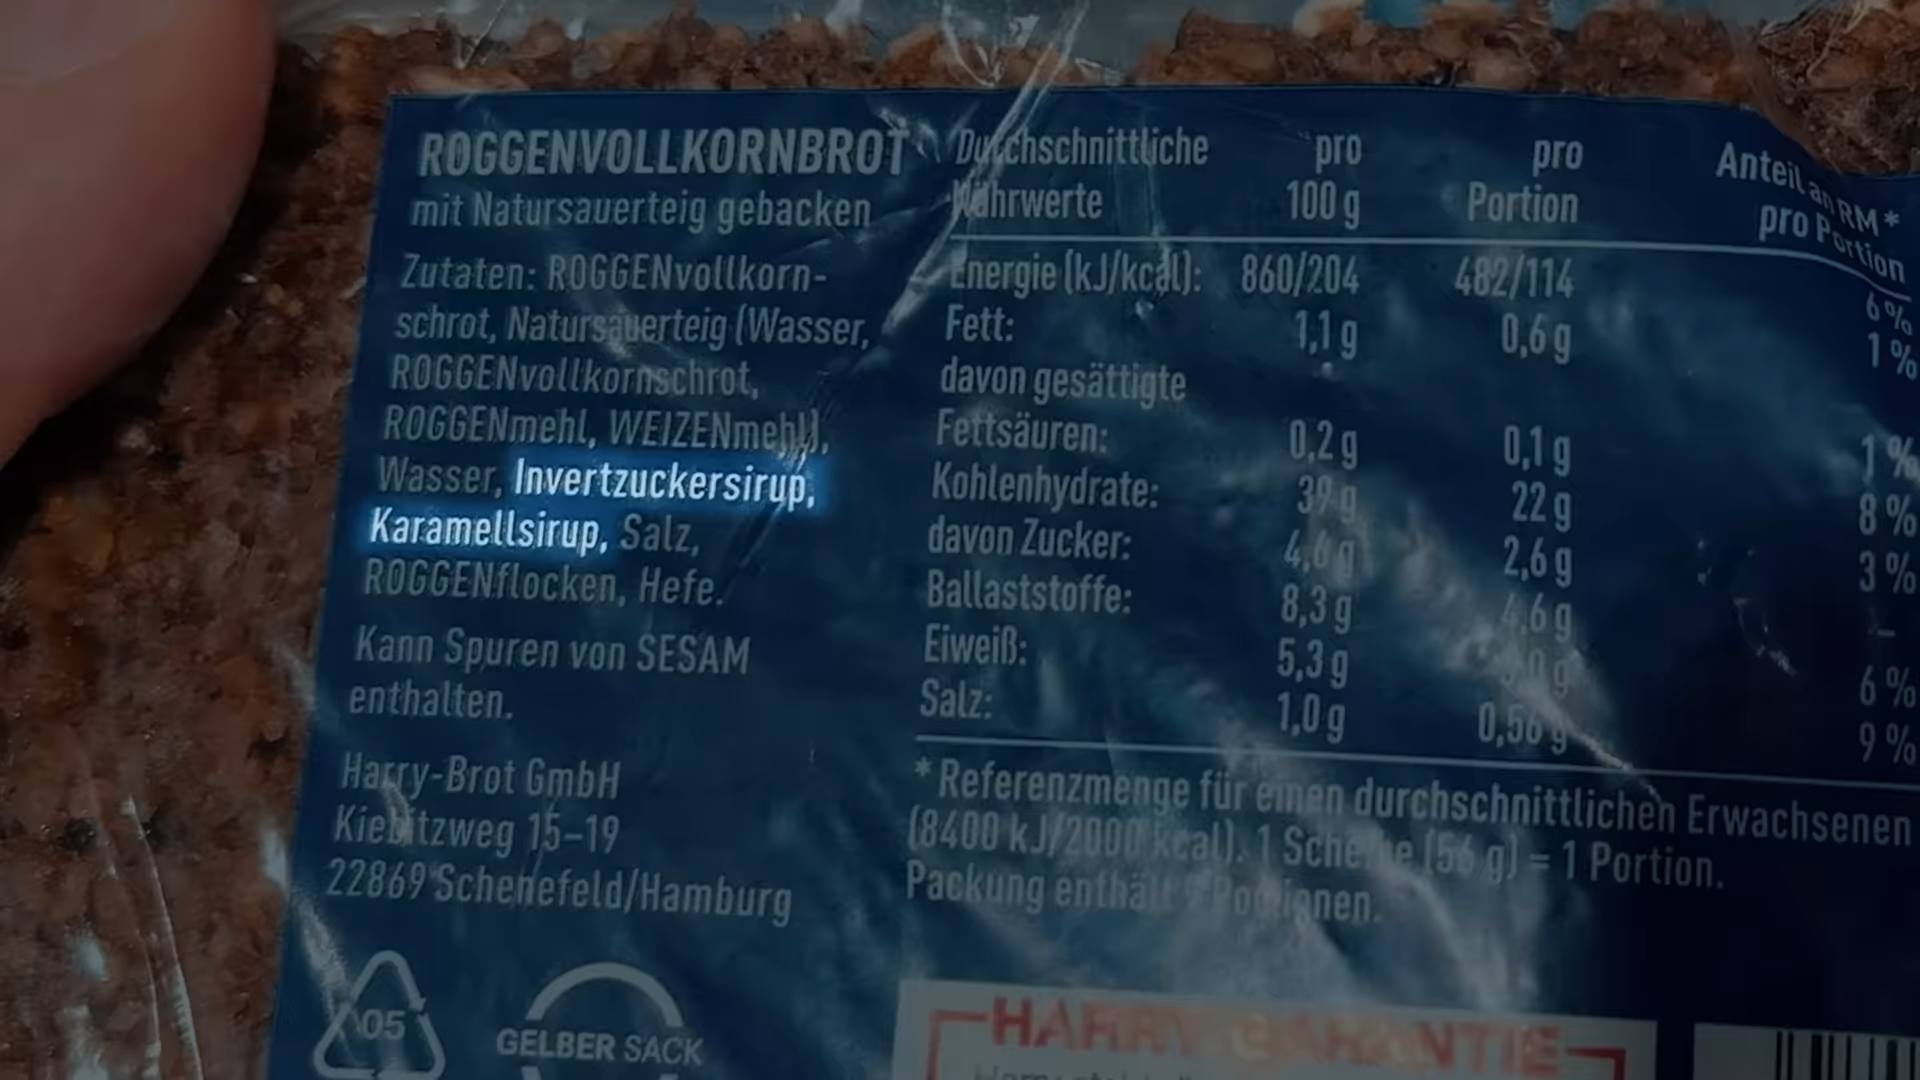 ROGGENVOLLKORNBROT
mit Natursauerteig gebacken
Zutaten: ROGGENvollkorn-
schrot, Natursauerteig (Wasser,
ROGGENvollkornschrot,
ROGGENmehl, WEIZENmehl),
Wasser, Invertzuckersirup,
Karamellsirup, Salz,
ROGGENflocken, Hefe.
Kann Spuren von SESAM
enthalten.
Harry-Brot GmbH
Kiebitzweg 15–19
22869 Schenefeld/Hamburg
05
GELBER SACK
Durchschnittliche pro pro Anteil an RM*
Nährwerte 100 g Portion pro Portion
Energie (kJ/kcal): 860/204 482/114 6 %
Fett: 1,1 g 0,6 g 1 %
davon gesättigte
Fettsäuren: 0,2 g 0,1 g 1 %
Kohlenhydrate: 39 g 22 g 8 %
davon Zucker: 4,6 g 2,6 g 3 %
Ballaststoffe: 8,3 g 4,6 g –
Eiweiß: 5,3 g 6 %
Salz: 1,0 g 0,56 g 9 %
* Referenzmenge für einen durchschnittlichen Erwachsenen
(8400 kJ/2000 kcal). 1 Scheibe (56 g) = 1 Portion.
Packung enthält Portionen.
HARRY GARANTIE